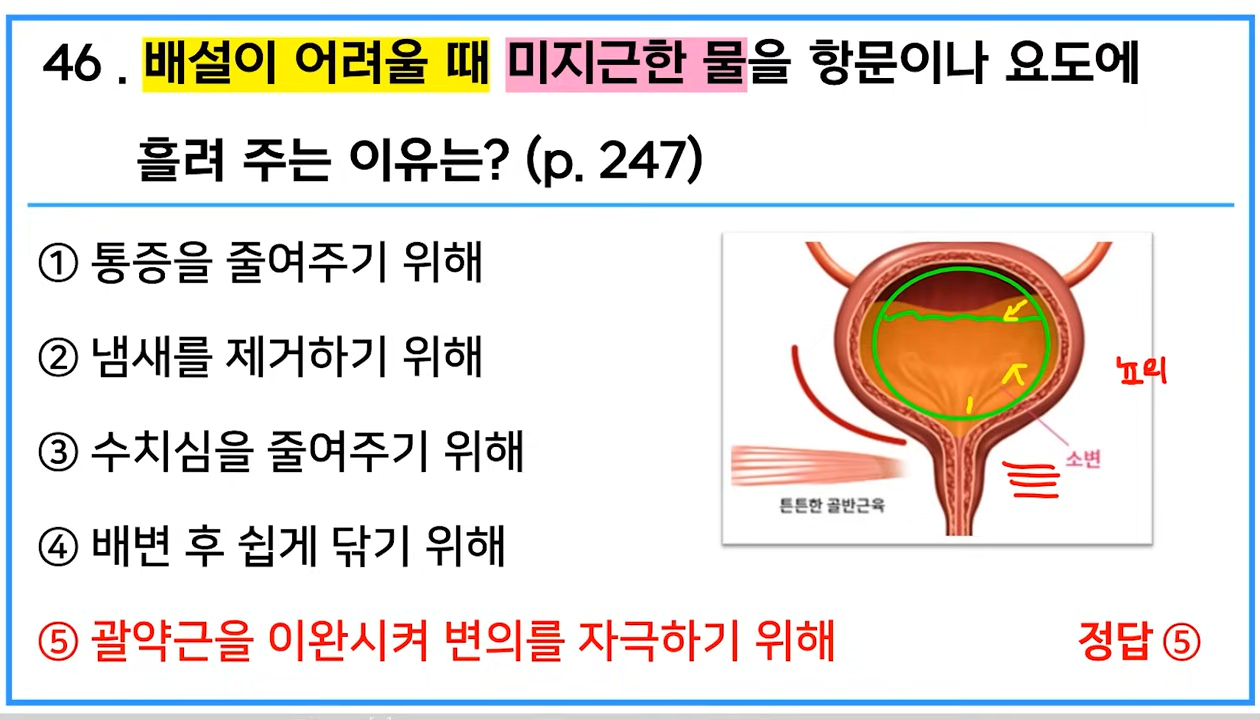 46 . 배설이 어려울 때 미지근한 물을 항문이나 요도에
흘려 주는 이유는? (p. 247)
① 통증을 줄여주기 위해
② 냄새를 제거하기 위해
③ 수치심을 줄여주기 위해
④ 배변 후 쉽게 닦기 위해
⑤ 괄약근을 이완시켜 변의를 자극하기 위해
소변
튼튼한 골반근육
뇨의
정답 ⑤